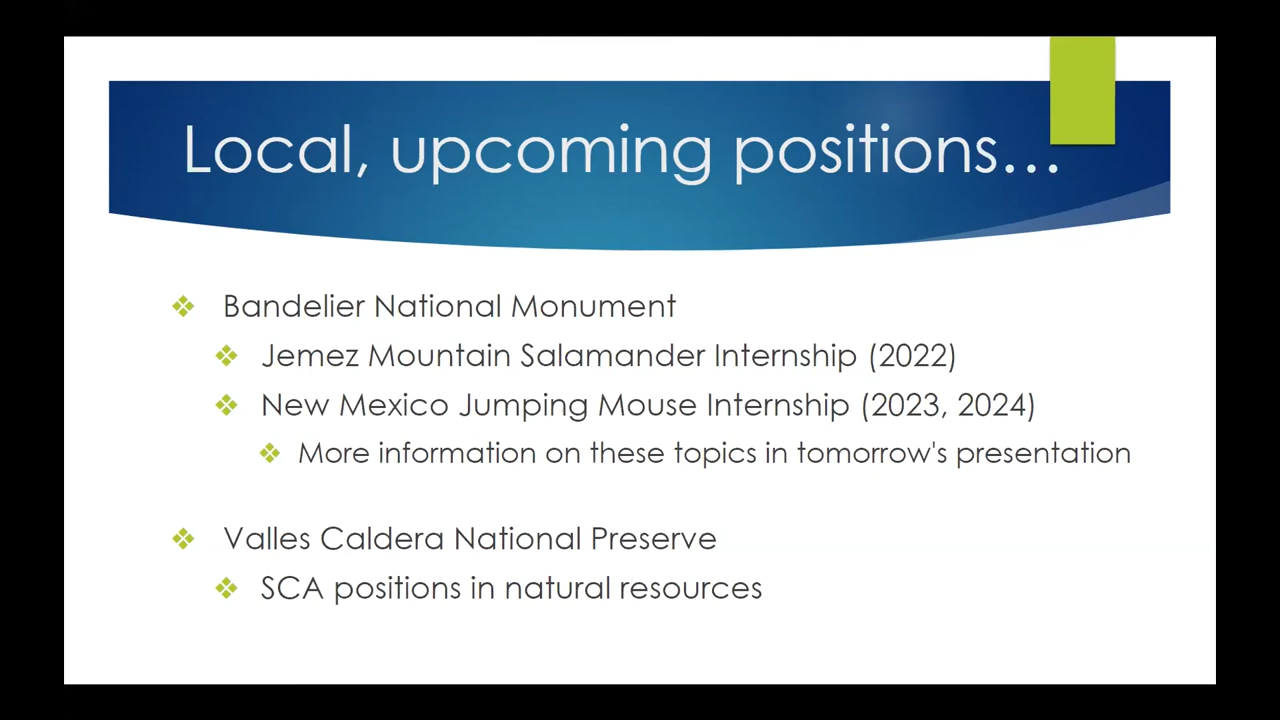 Local, upcoming positions…
Bandelier National Monument
Jemez Mountain Salamander Internship (2022)
New Mexico Jumping Mouse Internship (2023, 2024)
More information on these topics in tomorrow's presentation
Valles Caldera National Preserve
SCA positions in natural resources